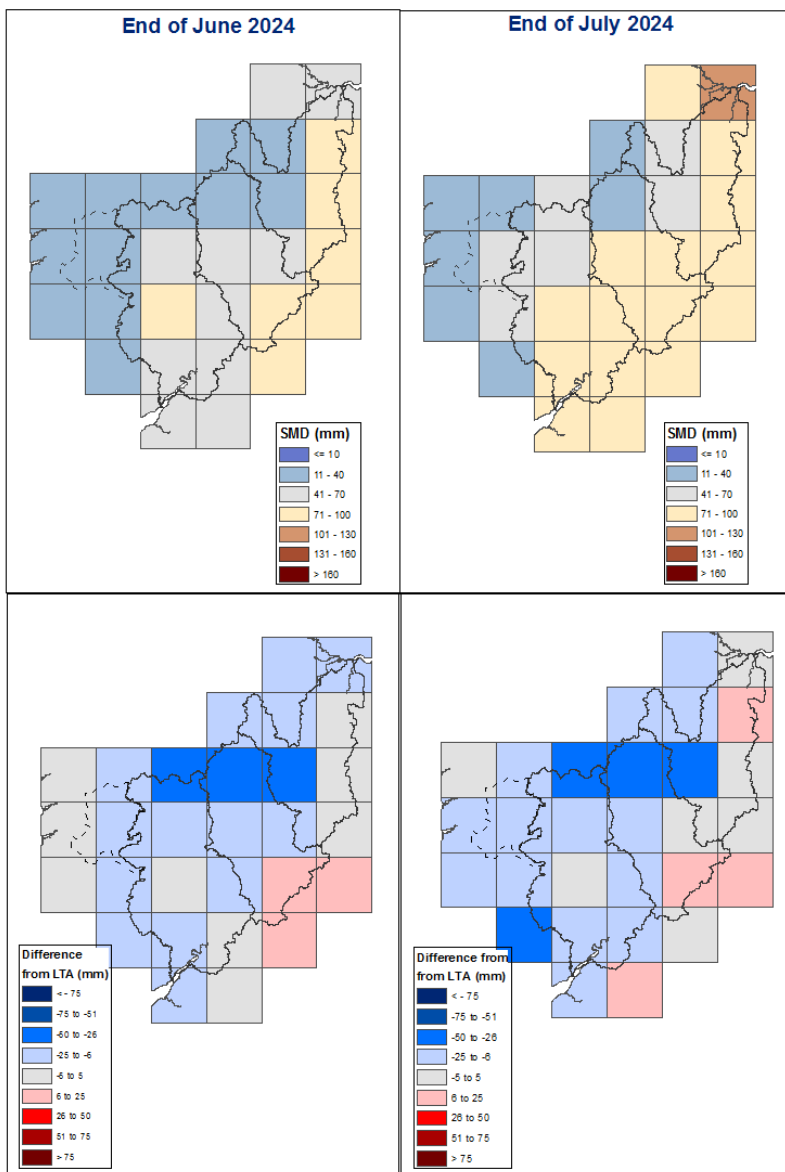 End of June 2024
SMD (mm)
<= 10
11 - 40
41 - 70
71 - 100
101 - 130
131 - 160
> 160
End of July 2024
SMD (mm)
<= 10
11 - 40
41 - 70
71 - 100
101 - 130
131 - 160
> 160
Difference
from LTA (mm)
< - 75
-75 to -51
-50 to -26
-25 to -6
-5 to 5
6 to 25
26 to 50
51 to 75
> 75
Difference from
from LTA (mm)
< - 75
-75 to -51
-50 to -26
-25 to -6
-5 to 5
6 to 25
26 to 50
51 to 75
> 75